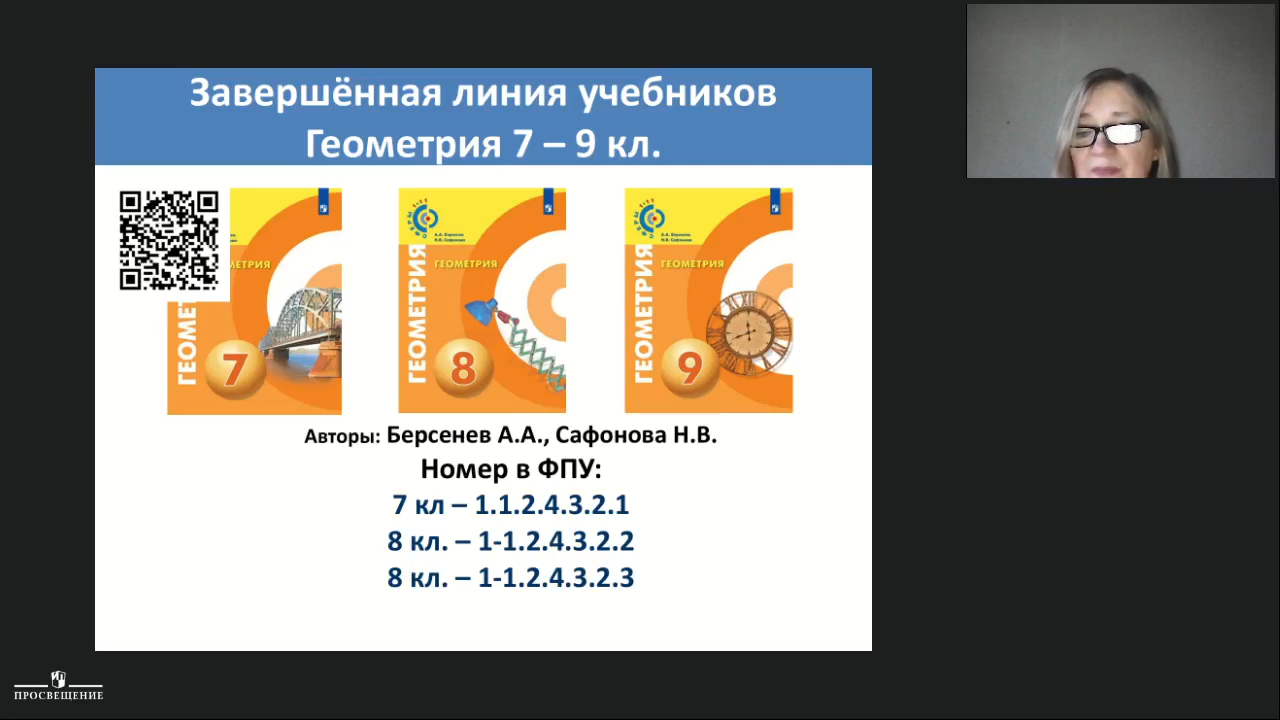 Завершённая линия учебников
Геометрия 7 – 9 кл.
ГЕОМЕТРИЯ
ГЕОМЕТРИЯ
7
8
ГЕОМЕТРИЯ
А.А. Берсенев
Н.В. Сафонова
ГЕОМЕТРИЯ
9
Авторы: Берсенев А.А., Сафонова Н.В.
Номер в ФПУ:
7 кл – 1.1.2.4.3.2.1
8 кл. – 1-1.2.4.3.2.2
8 кл. – 1-1.2.4.3.2.3
ПРОСВЕЩЕНИЕ